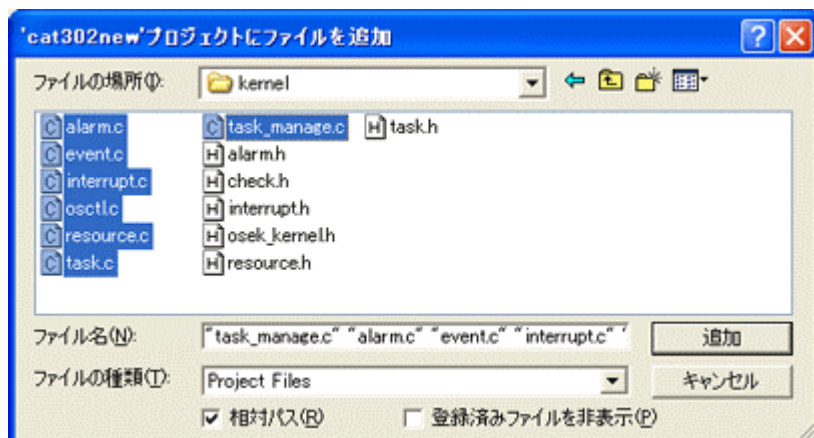 'cat302new'プロジェクトにファイルを追加
ファイルの場所(I):
kernel
alarm.c
event.c
interrupt.c
osctl.c
resource.c
task.c
task_manage.c
alarm.h
check.h
interrupt.h
osek_kernel.h
resource.h
task.h
ファイル名(N):
"task_manage.c" "alarm.c" "event.c" "interrupt.c" '
追加
ファイルの種類(T):
Project Files
キャンセル
相対パス(R)
登録済みファイルを非表示(P)